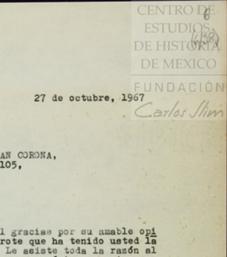 CENTRO DE
ESTUDIOS
DE HISTORIA
DE MEXICO
FUNDACIÓN
Carlos Slim
27 de octubre, 1967
AN CORONA,
105,
l gracias por su amable opi
rote que ha tenido usted la
Le asiste toda la razón al